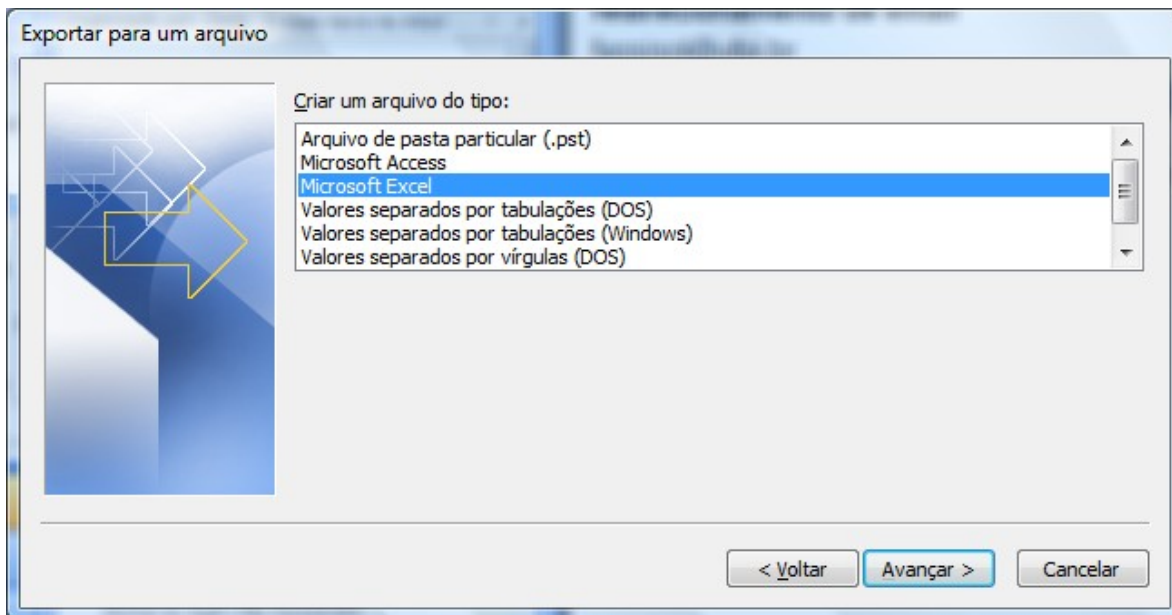 Exportar para um arquivo
Criar um arquivo do tipo:
Arquivo de pasta particular (.pst)
Microsoft Access
Microsoft Excel
Valores separados por tabulações (DOS)
Valores separados por tabulações (Windows)
Valores separados por vírgulas (DOS)
< Voltar
Avançar >
Cancelar